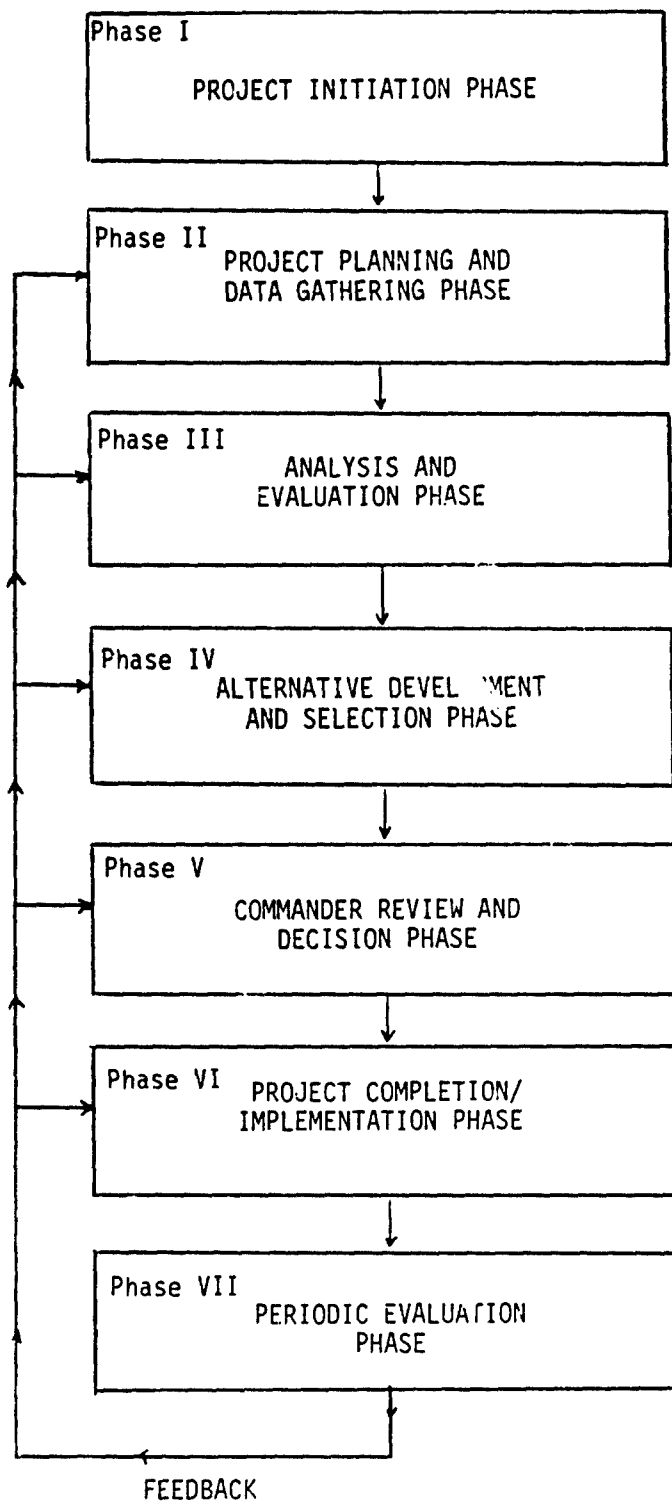 Phase I
PROJECT INITIATION PHASE
Phase II
PROJECT PLANNING AND
DATA GATHERING PHASE
Phase III
ANALYSIS AND
EVALUATION PHASE
Phase IV
ALTERNATIVE
AND SELECTION PHASE
Phase V
COMMANDER REVIEW AND
DECISION PHASE
Phase VI
PROJECT COMPLETION/
IMPLEMENTATION PHASE
Phase VII
PERIODIC EVALUATION
PHASE
FEEDBACK